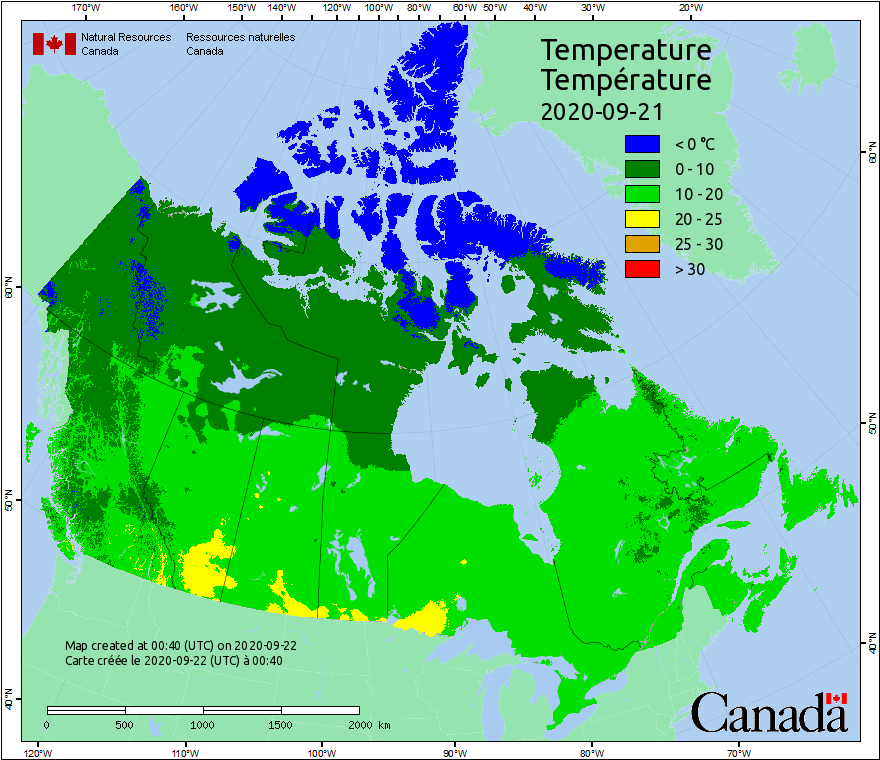 170°W 160°W 150°W 140°W 120°W 110°W 100°W 80°W 60°W 50°W 40°W 30°W 20°W
Natural Resources Ressources naturelles
Canada Canada
Temperature
Température
2020-09-21
< 0 °C
0 - 10
10 - 20
20 - 25
25 - 30
> 30
60°N
60°N
50°N
50°N
40°N
40°N
Map created at 00:40 (UTC) on 2020-09-22
Carte créée le 2020-09-22 (UTC) à 00:40
0 500 1000 1500 2000 km
Canada
120°W 110°W 100°W 90°W 80°W 70°W